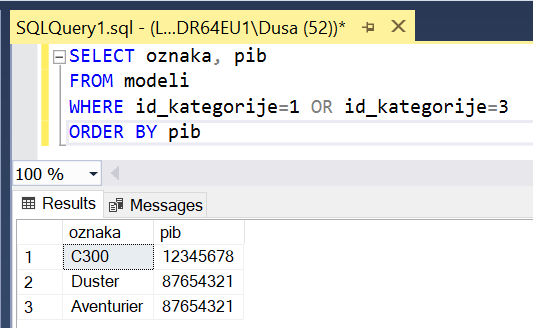 SQLQuery1.sql - (L...DR64EU1\Dusa (52))*
SELECT oznaka, pib
FROM modeli
WHERE id_kategorije=1 OR id_kategorije=3
ORDER BY pib
100 %
Results Messages
oznaka pib
1 C300 12345678
2 Duster 87654321
3 Aventurier 87654321